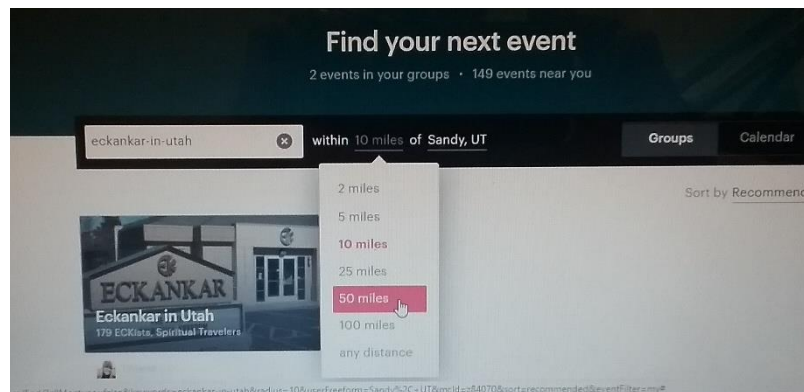 Find your next event
2 events in your groups • 149 events near you
eckankar-in-utah within 10 miles of Sandy, UT Groups Calendar
Sort by Recommend
2 miles
5 miles
10 miles
25 miles
50 miles
100 miles
any distance
EK
ECKANKAR
Eckankar in Utah
179 ECKists, Spiritual Travelers